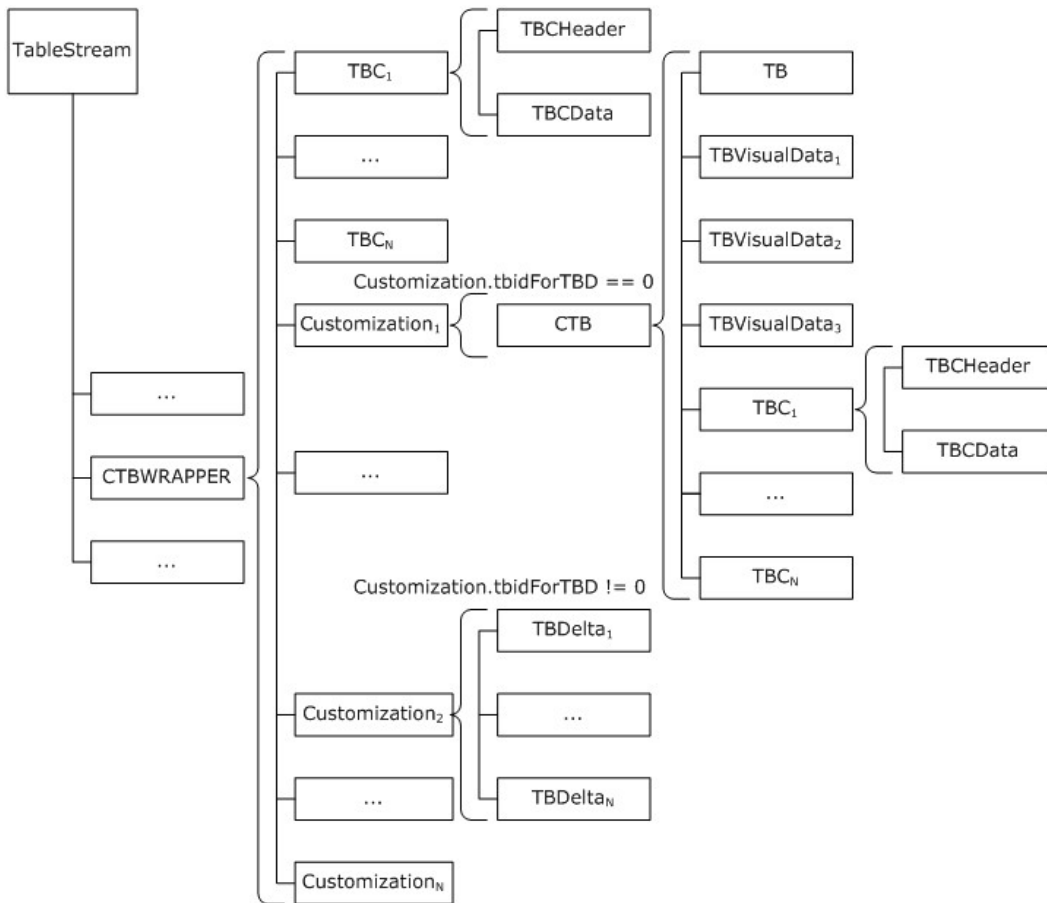 TableStream
...
CTBWRAPPER
...
TBC₁
...
TBCN
Customization.tbidForTBD == 0
Customization₁
...
Customization.tbidForTBD != 0
Customization₂
...
CustomizationN
TBCHeader
TBCData
CTB
TBDelta₁
...
TBDeltaN
TB
TBVisualData₁
TBVisualData₂
TBVisualData₃
TBC₁
...
TBCN
TBCHeader
TBCData